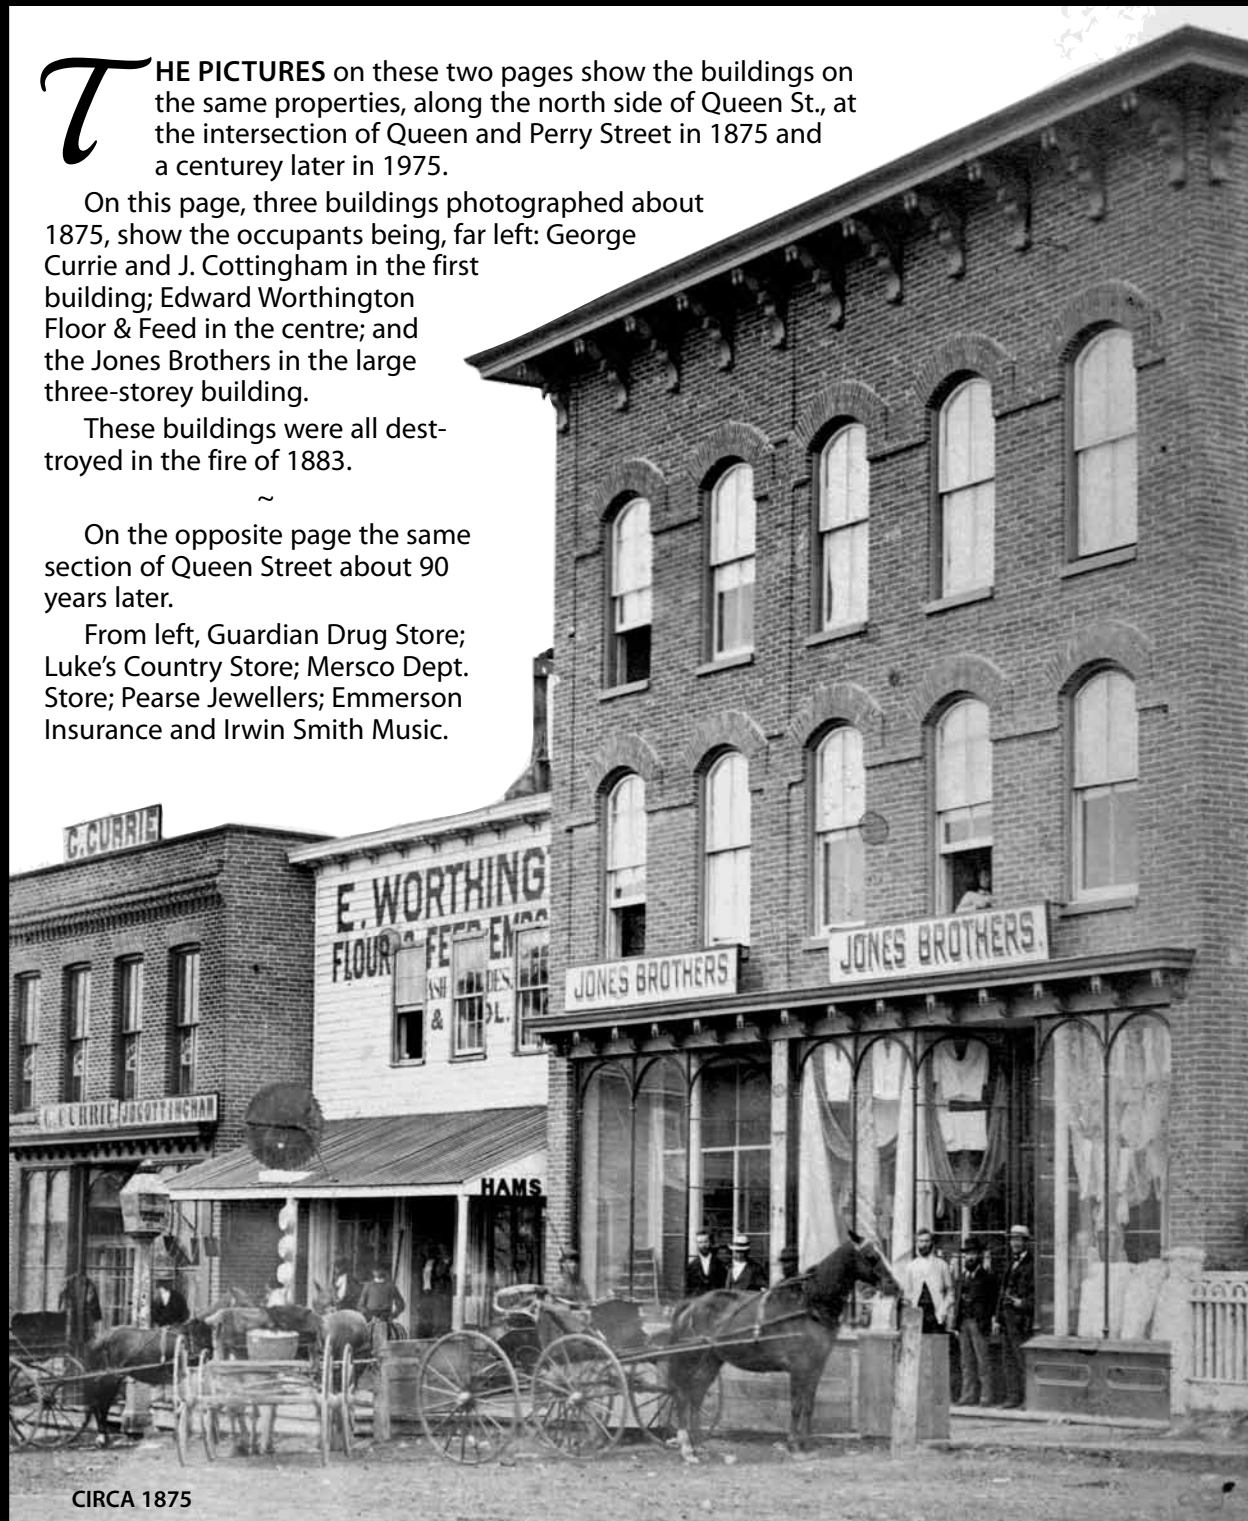 THE PICTURES on these two pages show the buildings on
the same properties, along the north side of Queen St., at
the intersection of Queen and Perry Street in 1875 and
a centurey later in 1975.
On this page, three buildings photographed about
1875, show the occupants being, far left: George
Currie and J. Cottingham in the first
building; Edward Worthington
Floor & Feed in the centre; and
the Jones Brothers in the large
three-storey building.
These buildings were all dest-
troyed in the fire of 1883.
~
On the opposite page the same
section of Queen Street about 90
years later.
From left, Guardian Drug Store;
Luke's Country Store; Mersco Dept.
Store; Pearse Jewellers; Emmerson
Insurance and Irwin Smith Music.
G. CURRIE
E. WORTHING
FLOUR & FEED EMPO
&
JONES BROTHERS
JONES BROTHERS.
G. CURRIE JOCOTTINGHAM
HAMS
CIRCA 1875